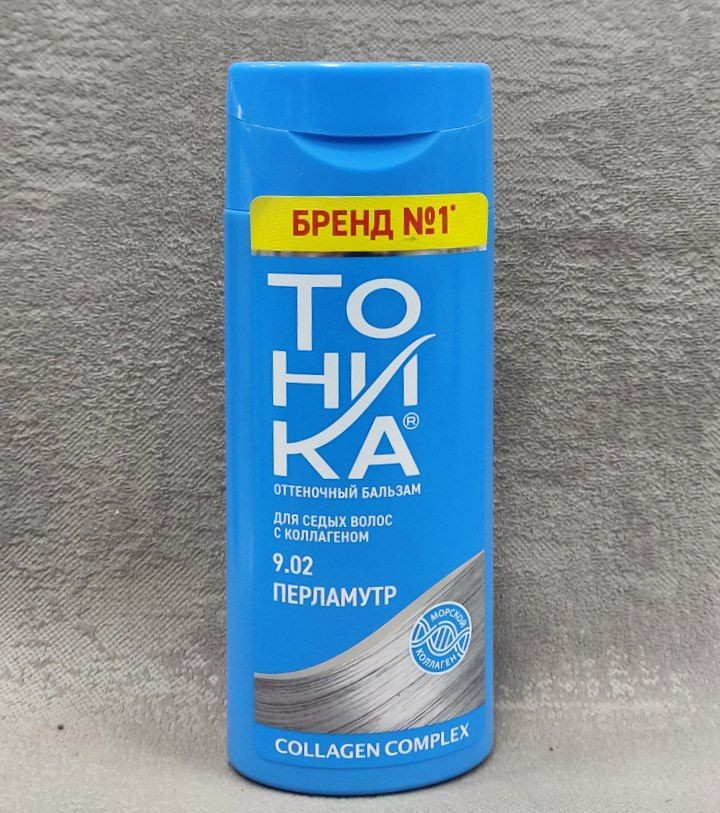 БРЕНД №1*
ТО
НИ
КА®
ОТТЕНОЧНЫЙ БАЛЬЗАМ
ДЛЯ СЕДЫХ ВОЛОС
С КОЛЛАГЕНОМ
9.02
ПЕРЛАМУТР
МОРСКОЙ
КОЛЛАГЕН
COLLAGEN COMPLEX